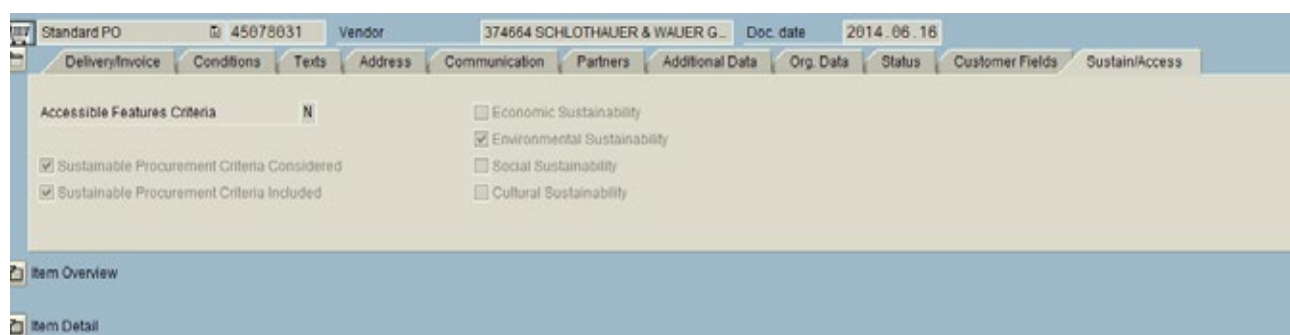 Standard PO 45078031 Vendor 374664 SCHLOTHAUER & WAUER G... Doc. date 2014.06.16
Delivery/Invoice Conditions Texts Address Communication Partners Additional Data Org. Data Status Customer Fields Sustain/Access
Accessible Features Criteria N Economic Sustainability
Environmental Sustainability
Sustainable Procurement Criteria Considered Social Sustainability
Sustainable Procurement Criteria Included Cultural Sustainability
Item Overview
Item Detail